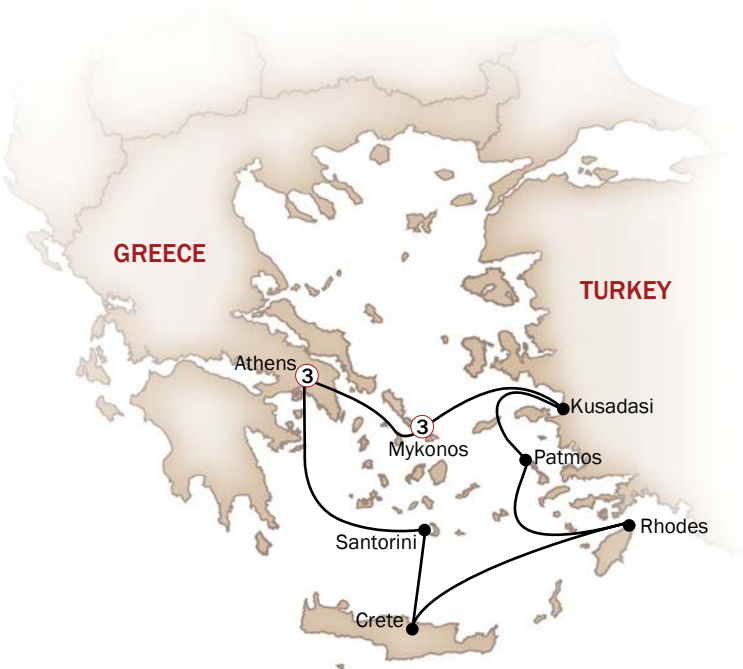 GREECE
TURKEY
Athens
3
3
Mykonos
Kusadasi
Patmos
Rhodes
Santorini
Crete